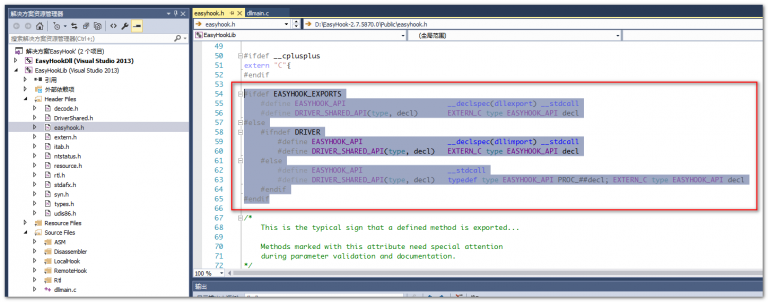 解决方案资源管理器
搜索解决方案资源管理器(Ctrl+;)
解决方案'EasyHook' (2 个项目)
EasyHookDll (Visual Studio 2013)
EasyHookLib (Visual Studio 2013)
引用
外部依赖项
Header Files
decode.h
DriverShared.h
easyhook.h
extern.h
ilab.h
ntstatus.h
resource.h
rtl.h
stdafx.h
syn.h
types.h
udis86.h
Resource Files
Source Files
ASM
Disassembler
LocalHook
RemoteHook
Rtl
dllmain.c
easyhook.h
dllmain.c
easyhook.h
D:\EasyHook-2.7.5870.0\Public\easyhook.h
EasyHookLib
(全局范围)
49
50 #ifdef __cplusplus
51 extern "C"{
52 #endif
53
54 #ifdef EASYHOOK_EXPORTS
55 #define EASYHOOK_API __declspec(dllexport) __stdcall
56 #define DRIVER_SHARED_API(type, decl) EXTERN_C type EASYHOOK_API decl
57 #else
58 #ifndef DRIVER
59 #define EASYHOOK_API __declspec(dllimport) __stdcall
60 #define DRIVER_SHARED_API(type, decl) EXTERN_C type EASYHOOK_API decl
61 #else
62 #define EASYHOOK_API __stdcall
63 #define DRIVER_SHARED_API(type, decl) typedef type EASYHOOK_API PROC_##decl; EXTERN_C type EASYHOOK_API decl
64 #endif
65 #endif
66
67 /*
68 This is the typical sign that a defined method is exported...
69
70 Methods marked with this attribute need special attention
71 during parameter validation and documentation.
72 */
100 %
输出